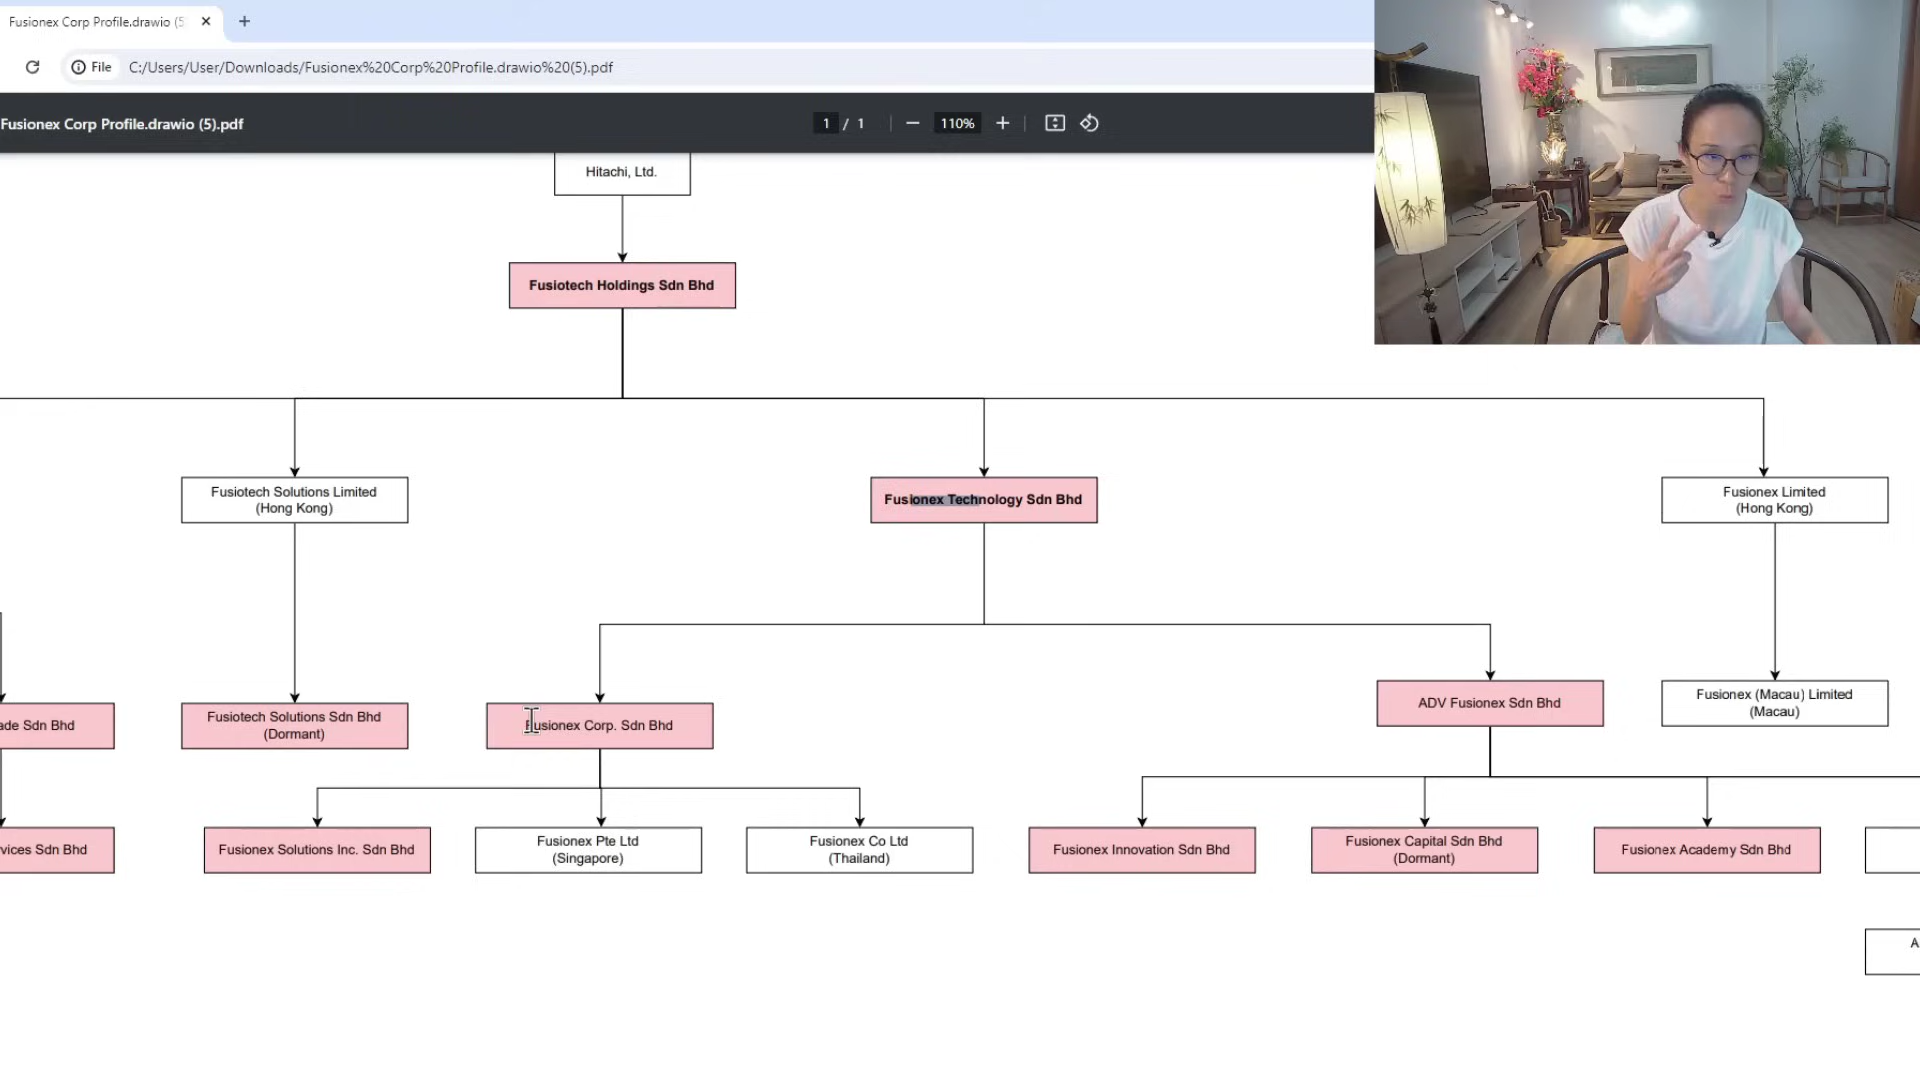 Fusionex Corp Profile.drawio (5
File
C:/Users/User/Downloads/Fusionex%20Corp%20Profile.drawio%20(5).pdf
Fusionex Corp Profile.drawio (5).pdf
1 / 1
110%
Hitachi, Ltd.
Fusiotech Holdings Sdn Bhd
Fusiotech Solutions Limited
(Hong Kong)
Fusionex Technology Sdn Bhd
Fusionex Limited
(Hong Kong)
ade Sdn Bhd
Fusiotech Solutions Sdn Bhd
(Dormant)
Fusionex Corp. Sdn Bhd
ADV Fusionex Sdn Bhd
Fusionex (Macau) Limited
(Macau)
vices Sdn Bhd
Fusionex Solutions Inc. Sdn Bhd
Fusionex Pte Ltd
(Singapore)
Fusionex Co Ltd
(Thailand)
Fusionex Innovation Sdn Bhd
Fusionex Capital Sdn Bhd
(Dormant)
Fusionex Academy Sdn Bhd
A